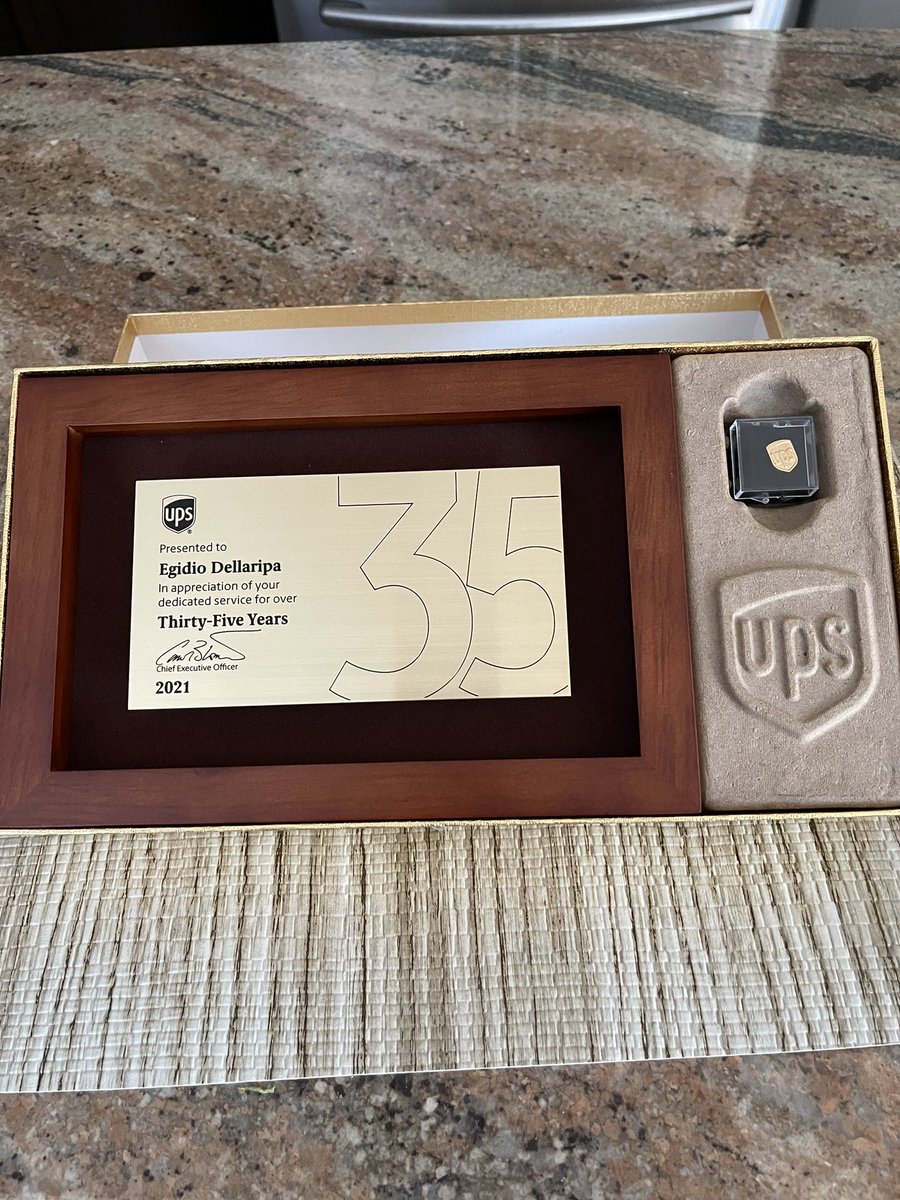 ups
35
Presented to
Egidio Dellaripa
In appreciation of your
dedicated service for over
Thirty-Five Years
Chief Executive Officer
2021
ups
ups